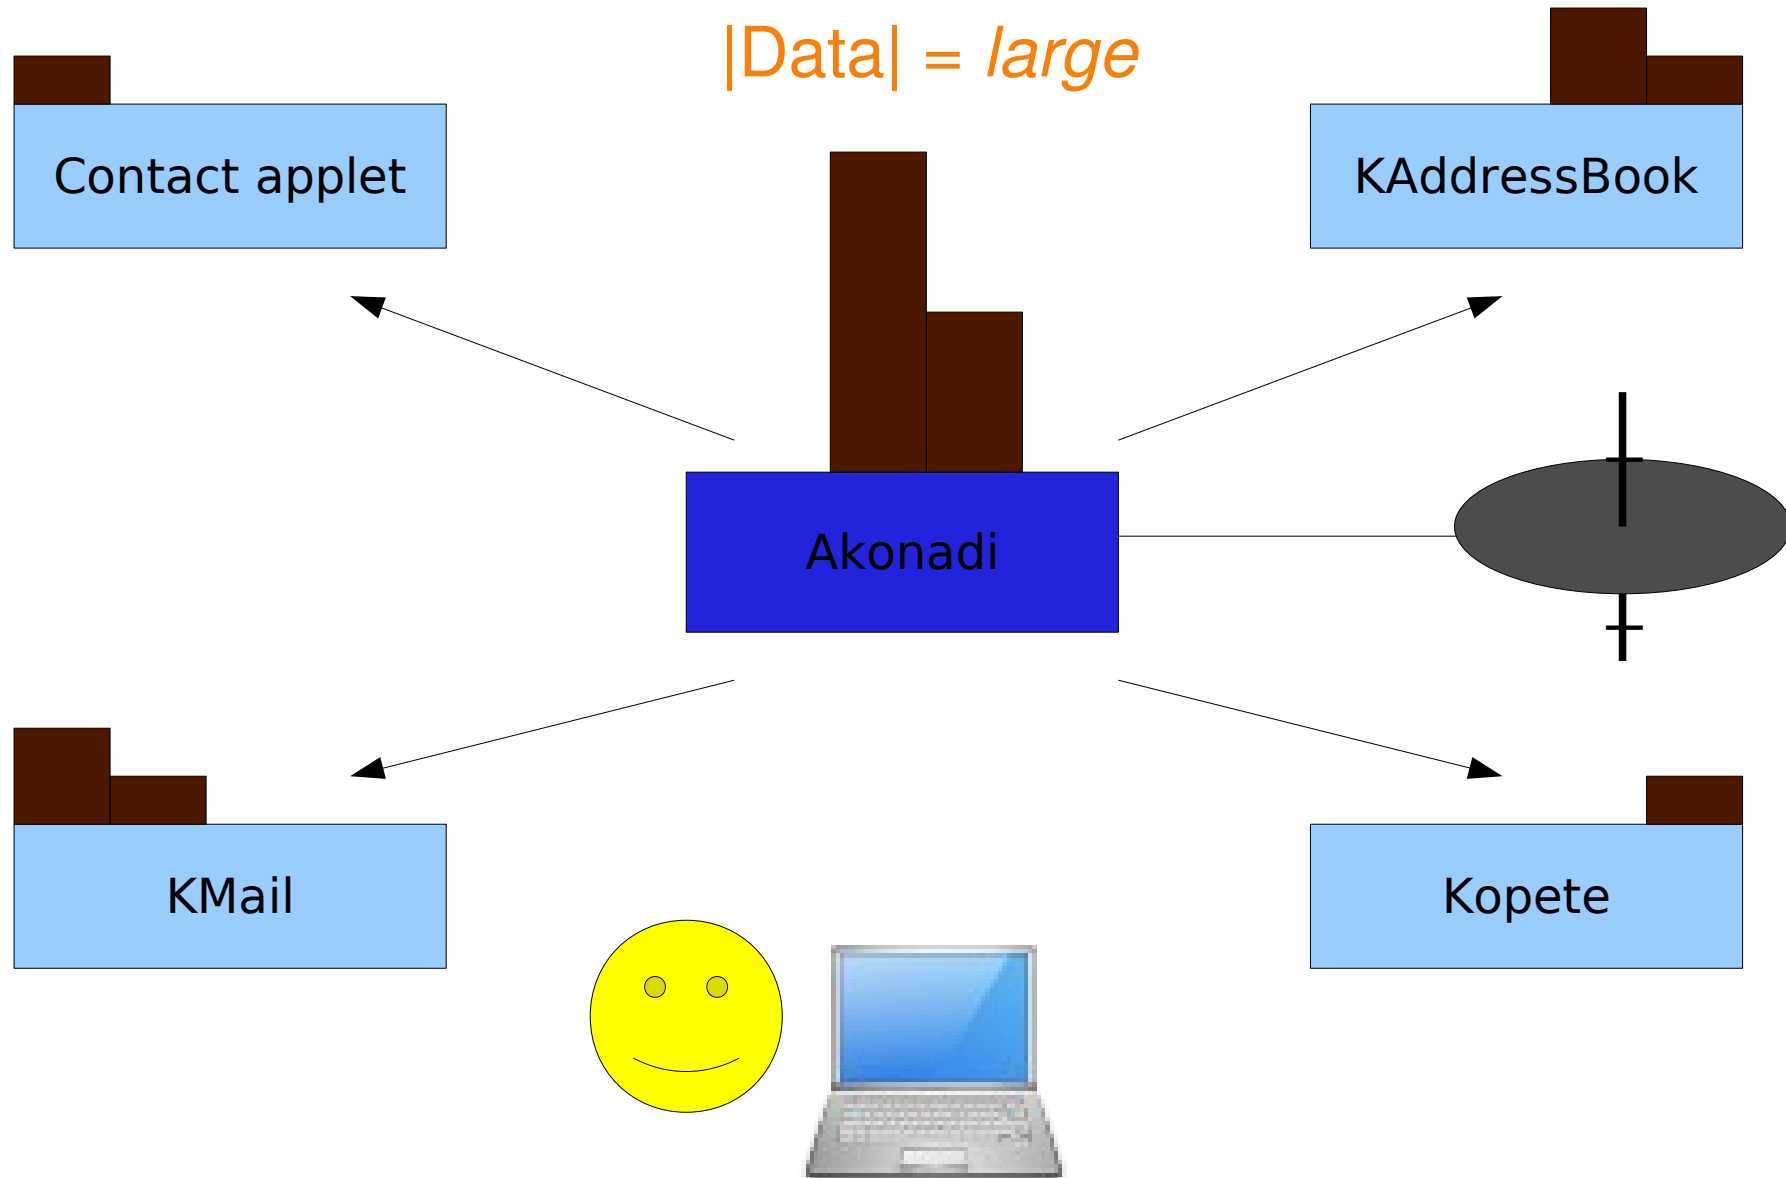 |Data| = large
Contact applet
KAddressBook
Akonadi
KMail
Kopete